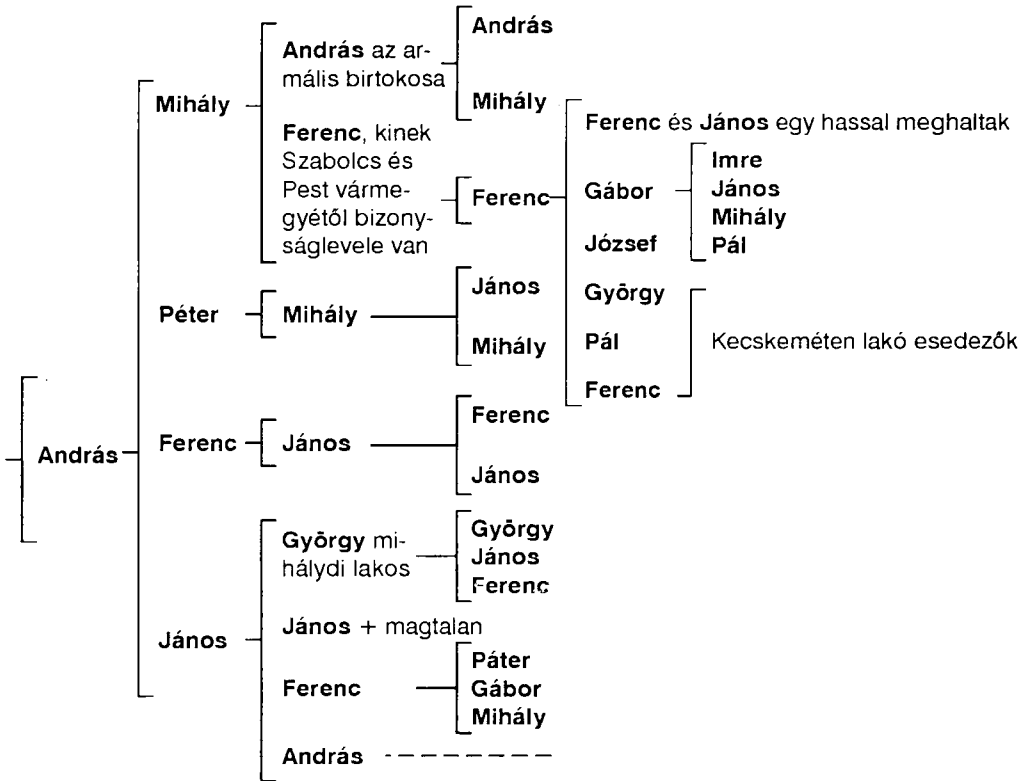 András
Mihály
András az ar-
mális birtokosa
András
Mihály
Ferenc, kinek
Szabolcs és
Pest várme-
gyétől bizony-
ságlevele van
Ferenc
Ferenc és János egy hassal meghaltak
Gábor
Imre
János
Mihály
Pál
József
György
Pál
Ferenc
Kecskeméten lakó esedezők
Péter
Mihály
János
Mihály
Ferenc
János
Ferenc
János
János
György mi-
hálydi lakos
György
János
Ferenc
János + magtalan
Ferenc
Páter
Gábor
Mihály
András